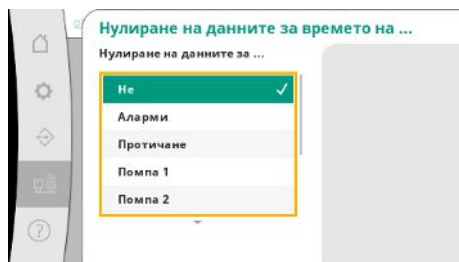 Нулиране на данните за времето на ...
Нулиране на данните за ...
Не
Аларми
Протичане
Помпа 1
Помпа 2